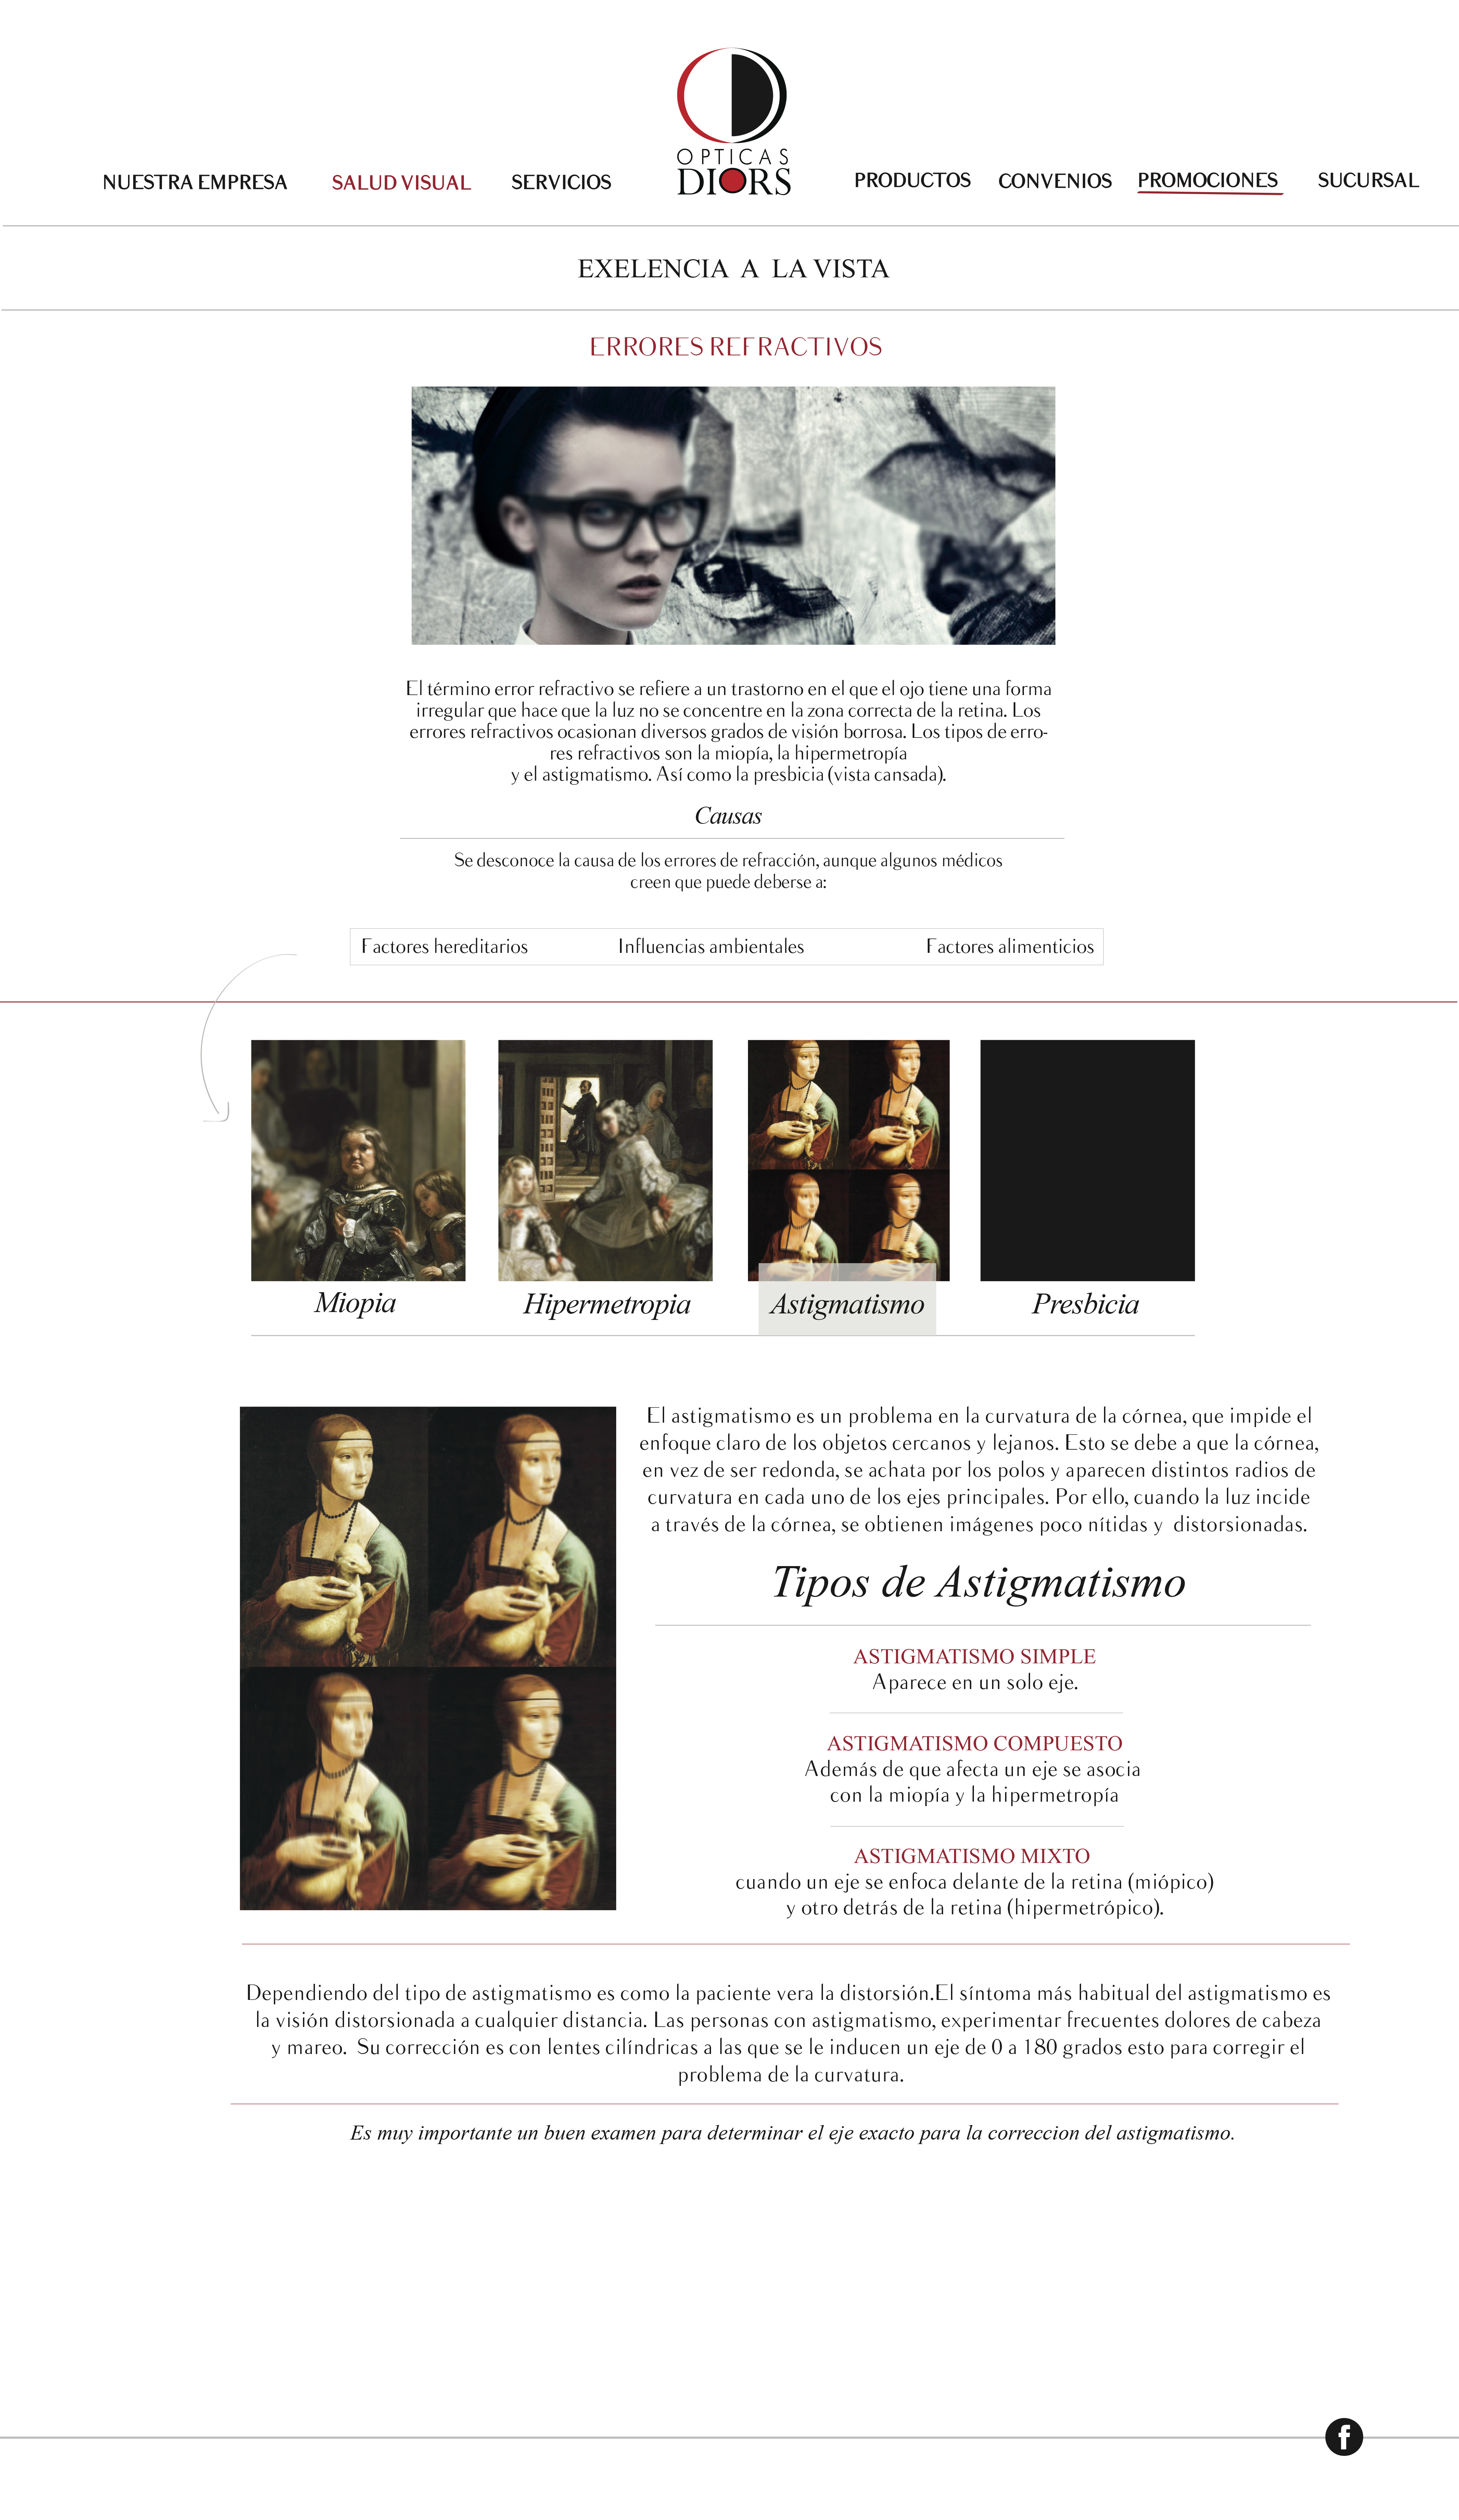 OPTICAS
DIORS
NUESTRA EMPRESA
SALUD VISUAL
SERVICIOS
PRODUCTOS
CONVENIOS
PROMOCIONES
SUCURSAL
EXELENCIA A LA VISTA
ERRORES REFRACTIVOS
El término error refractivo se refiere a un trastorno en el que el ojo tiene una forma
irregular que hace que la luz no se concentre en la zona correcta de la retina. Los
errores refractivos ocasionan diversos grados de visión borrosa. Los tipos de erro-
res refractivos son la miopía, la hipermetropía
y el astigmatismo. Así como la presbicia (vista cansada).
Causas
Se desconoce la causa de los errores de refracción, aunque algunos médicos
creen que puede deberse a:
Factores hereditarios
Influencias ambientales
Factores alimenticios
Miopia
Hipermetropia
Astigmatismo
Presbicia
El astigmatismo es un problema en la curvatura de la córnea, que impide el
enfoque claro de los objetos cercanos y lejanos. Esto se debe a que la córnea,
en vez de ser redonda, se achata por los polos y aparecen distintos radios de
curvatura en cada uno de los ejes principales. Por ello, cuando la luz incide
a través de la córnea, se obtienen imágenes poco nítidas y distorsionadas.
Tipos de Astigmatismo
ASTIGMATISMO SIMPLE
Aparece en un solo eje.
ASTIGMATISMO COMPUESTO
Además de que afecta un eje se asocia
con la miopía y la hipermetropía
ASTIGMATISMO MIXTO
cuando un eje se enfoca delante de la retina (miópico)
y otro detrás de la retina (hipermetrópico).
Dependiendo del tipo de astigmatismo es como la paciente vera la distorsión.El síntoma más habitual del astigmatismo es
la visión distorsionada a cualquier distancia. Las personas con astigmatismo, experimentar frecuentes dolores de cabeza
y mareo. Su corrección es con lentes cilíndricas a las que se le inducen un eje de 0 a 180 grados esto para corregir el
problema de la curvatura.
Es muy importante un buen examen para determinar el eje exacto para la correccion del astigmatismo.
f